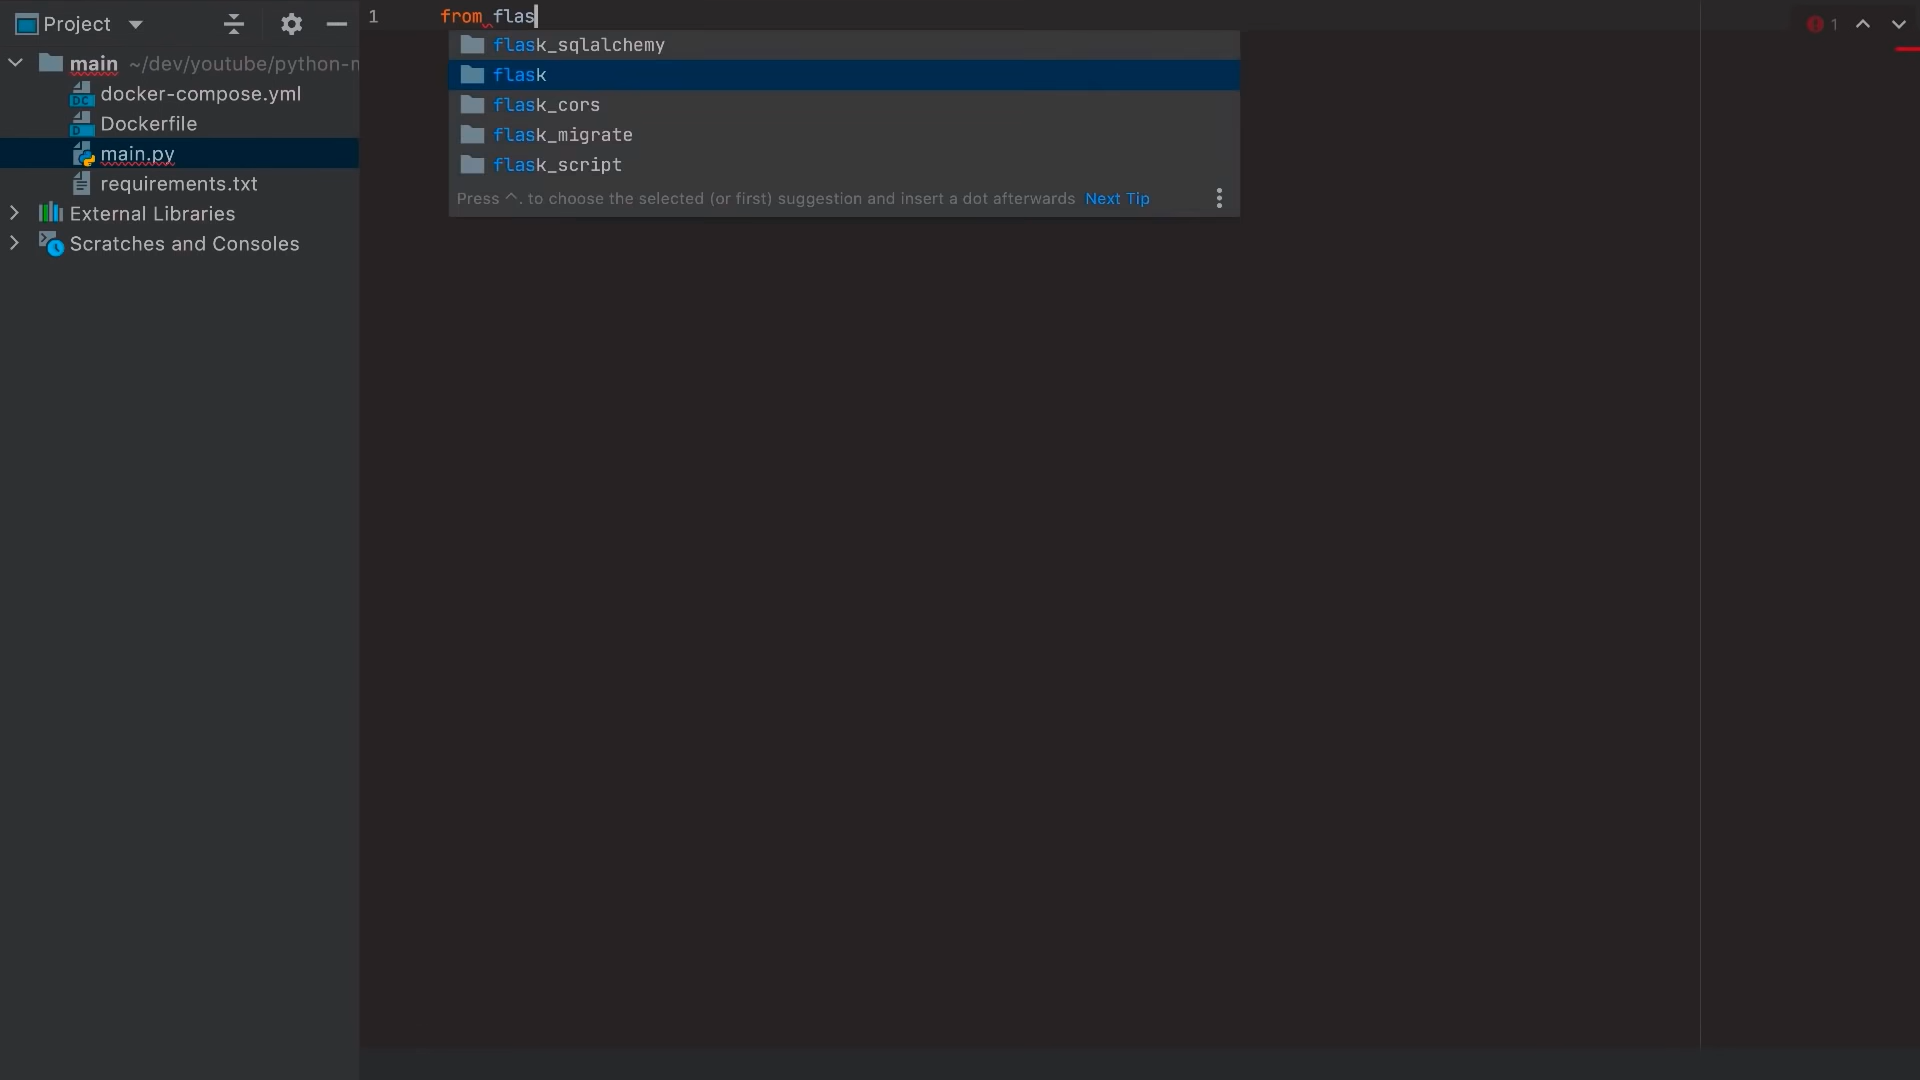 Project
main ~/dev/youtube/python-m
docker-compose.yml
Dockerfile
main.py
requirements.txt
External Libraries
Scratches and Consoles
1 from flas
1
flask_sqlalchemy
flask
flask_cors
flask_migrate
flask_script
Press ^. to choose the selected (or first) suggestion and insert a dot afterwards Next Tip